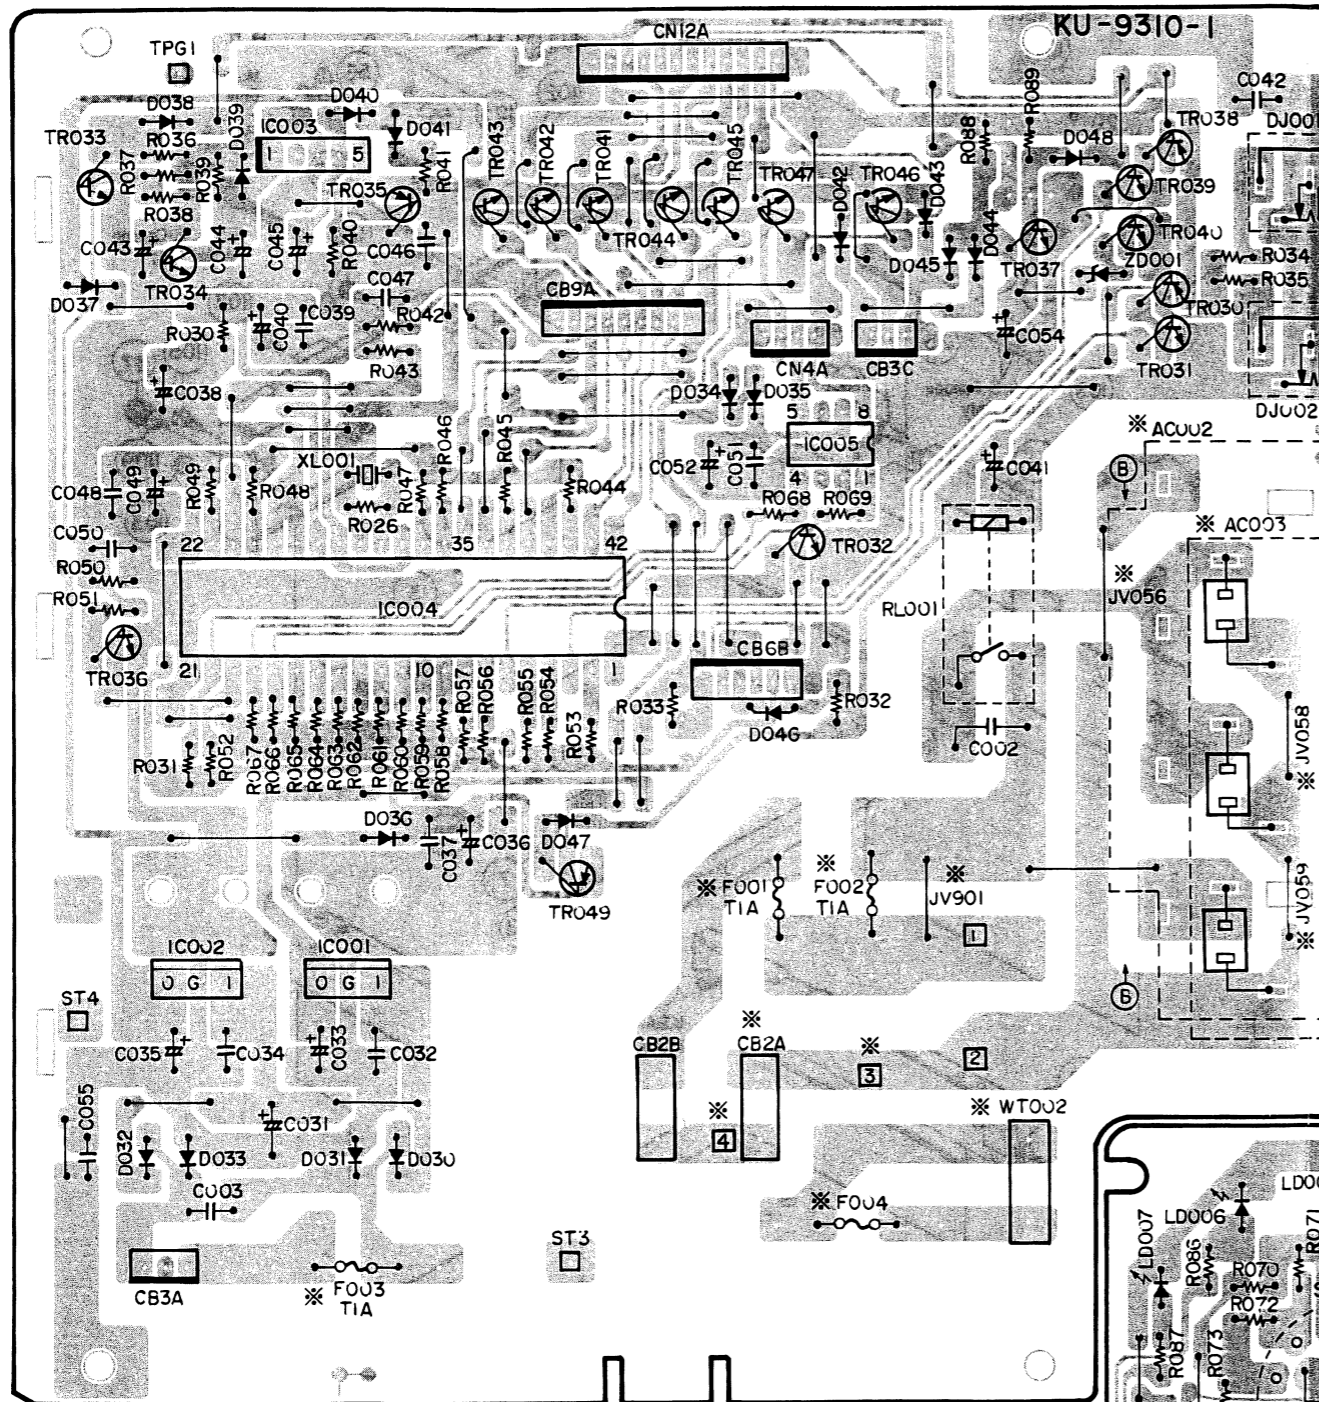 KU-9310-1
CN12A
TPG1
D038
D039
D040
IC003
1 5
D041
R041
TR043
TR042
TR041
TR045
TR047
D042
TR046
D043
R088
R089
D048
TR038
C042
DJ001
TR033
R037
R036
R039
R038
TR035
TR044
D044
TR037
TR039
TR040
ZD001
TR030
R034
R035
C043
C044
C045
R040
C046
C047
D045
D037
TR034
R030
C040
C039
R042
R043
CB9A
CN4A
CB3C
C054
TR031
DJ002
C038
D034
D035
5 8
IC005
4 1
C052
C051
R068
R069
C041
※ AC002
B
※ AC003
XL001
R046
R045
R047
R044
R026
C048
C049
R049
R048
C050
R050
R051
22
35
42
IC004
21
10
1
TR032
RL001
※
JV056
TR036
R031
R052
R067
R066
R065
R064
R063
R062
R061
R060
R059
R058
R057
R056
R055
R054
R053
R033
CB6B
D046
R032
C002
JV058
※
D036
C037
C036
D047
TR049
※ F001
T1A
※
F002
T1A
※
JV901
1
JV059
※
B
IC002
O G I
IC001
O G I
ST4
C035
C034
C033
C032
CB2B
※
CB2A
※
3
2
C055
C031
※
4
※ WT002
D032
D033
D031
D030
C003
ST3
※ F004
CB3A
※ F003
T1A
LD007
LD006
R086
R070
R071
R072
R087
R073